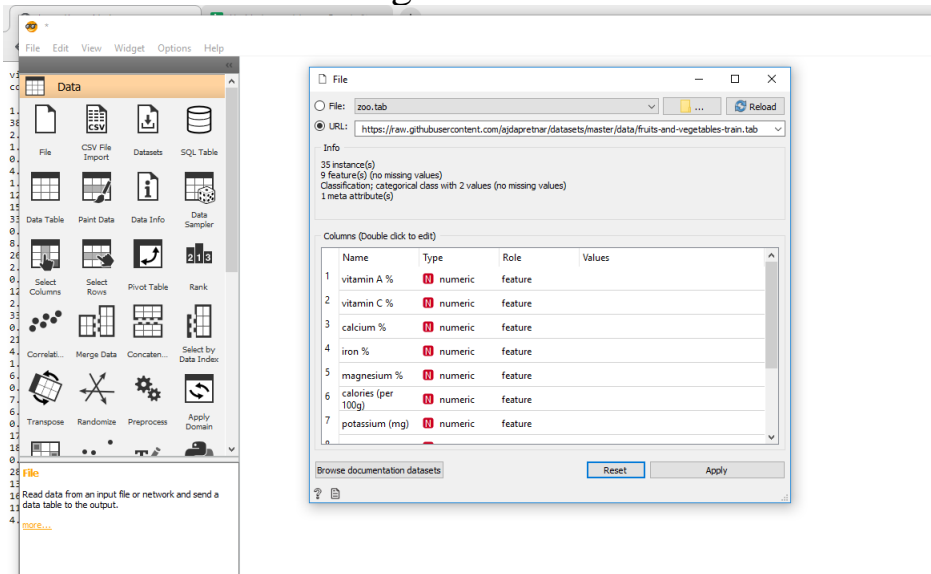 File Edit View Widget Options Help
Data
File
CSV File Import
Datasets
SQL Table
Data Table
Paint Data
Data Info
Data Sampler
Select Columns
Select Rows
Pivot Table
Rank
Correlati...
Merge Data
Concaten...
Select by Data Index
Transpose
Randomize
Preprocess
Apply Domain
File
Read data from an input file or network and send a
data table to the output.
more...
File
File: zoo.tab ... Reload
URL: https://raw.githubusercontent.com/ajdapretnar/datasets/master/data/fruits-and-vegetables-train.tab
Info
35 instance(s)
9 feature(s) (no missing values)
Classification; categorical class with 2 values (no missing values)
1 meta attribute(s)
Columns (Double click to edit)
Name Type Role Values
1 vitamin A % N numeric feature
2 vitamin C % N numeric feature
3 calcium % N numeric feature
4 iron % N numeric feature
5 magnesium % N numeric feature
6 calories (per 100g) N numeric feature
7 potassium (mg) N numeric feature
Browse documentation datasets Reset Apply